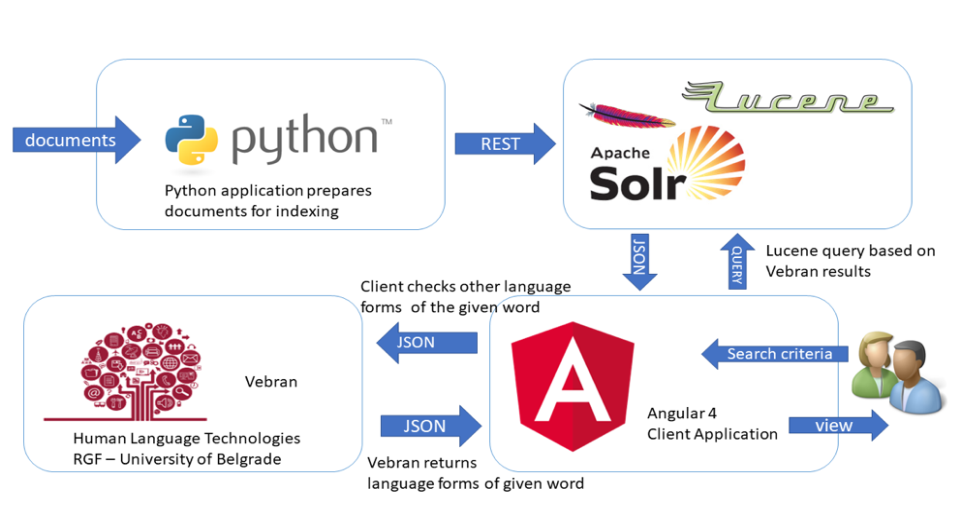 documents
python™
Python application prepares
documents for indexing
REST
Lucene
Apache
Solr
JSON
QUERY
Lucene query based on
Vebran results
Client checks other language
forms of the given word
JSON
Vebran
Human Language Technologies
RGF – University of Belgrade
JSON
Vebran returns
language forms of given word
A
Angular 4
Client Application
Search criteria
view